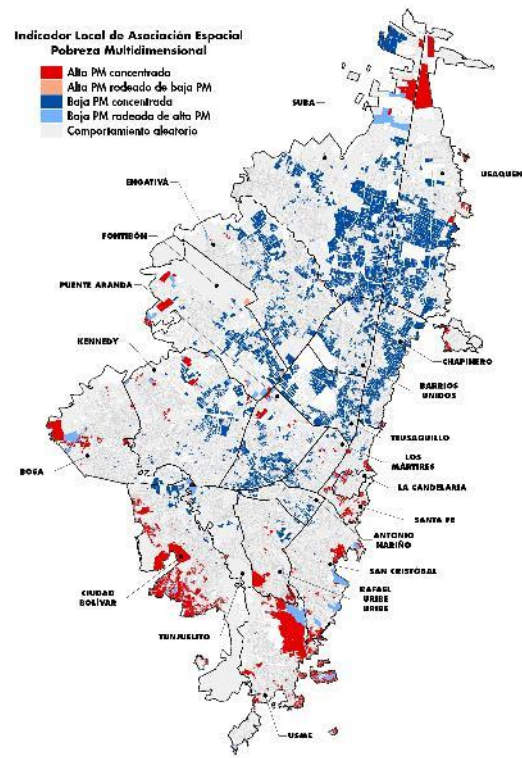 Indicador Local de Asociación Espacial
Pobreza Multidimensional
Alta PM concentrada
Alta PM rodeado de baja PM
Baja PM concentrada
Baja PM radeada de alta PM
Comportamiento aleatorio
SUBA
USAQUEN
ENGATIVÁ
FONTIBÓN
PUENTE ARANDA
KENNEDY
CHAPINERO
BARRIOS
UNIDOS
TEUSAQUILLO
LOS
MÁRTIRES
BOSA
LA CANDELARIA
SANTA FE
ANTONIO
NARIÑO
SAN CRISTÓBAL
CIUDAD
BOLÍVAR
RAFAEL
URIBE
URIBE
TUNJUELITO
USME